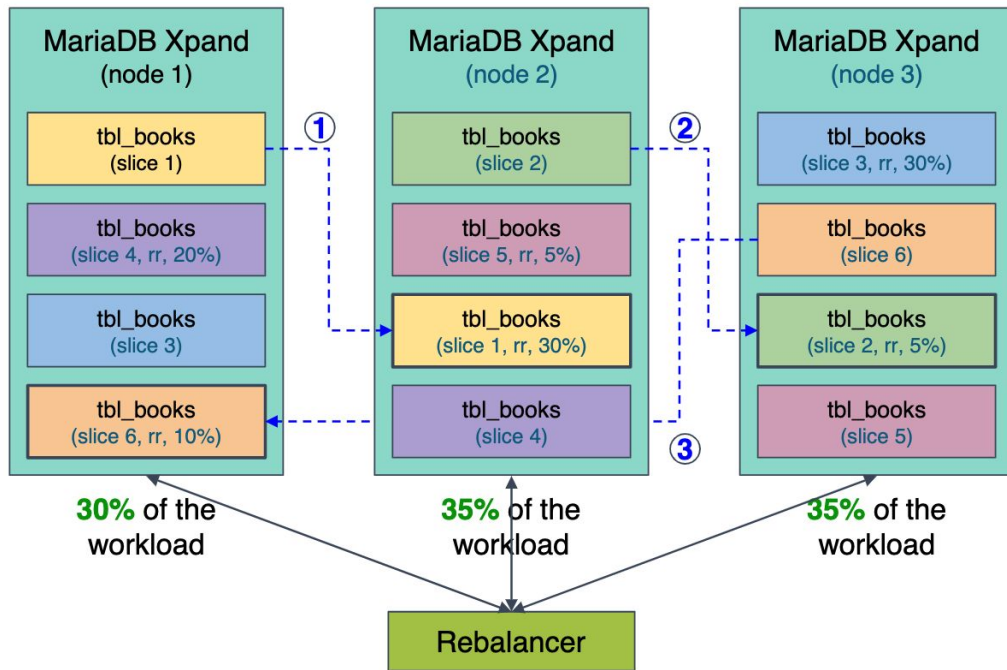 MariaDB Xpand
(node 1)
tbl_books
(slice 1)
tbl_books
(slice 4, rr, 20%)
tbl_books
(slice 3)
tbl_books
(slice 6, rr, 10%)
30% of the
workload
①
MariaDB Xpand
(node 2)
tbl_books
(slice 2)
tbl_books
(slice 5, rr, 5%)
tbl_books
(slice 1, rr, 30%)
tbl_books
(slice 4)
35% of the
workload
②
③
MariaDB Xpand
(node 3)
tbl_books
(slice 3, rr, 30%)
tbl_books
(slice 6)
tbl_books
(slice 2, rr, 5%)
tbl_books
(slice 5)
35% of the
workload
Rebalancer